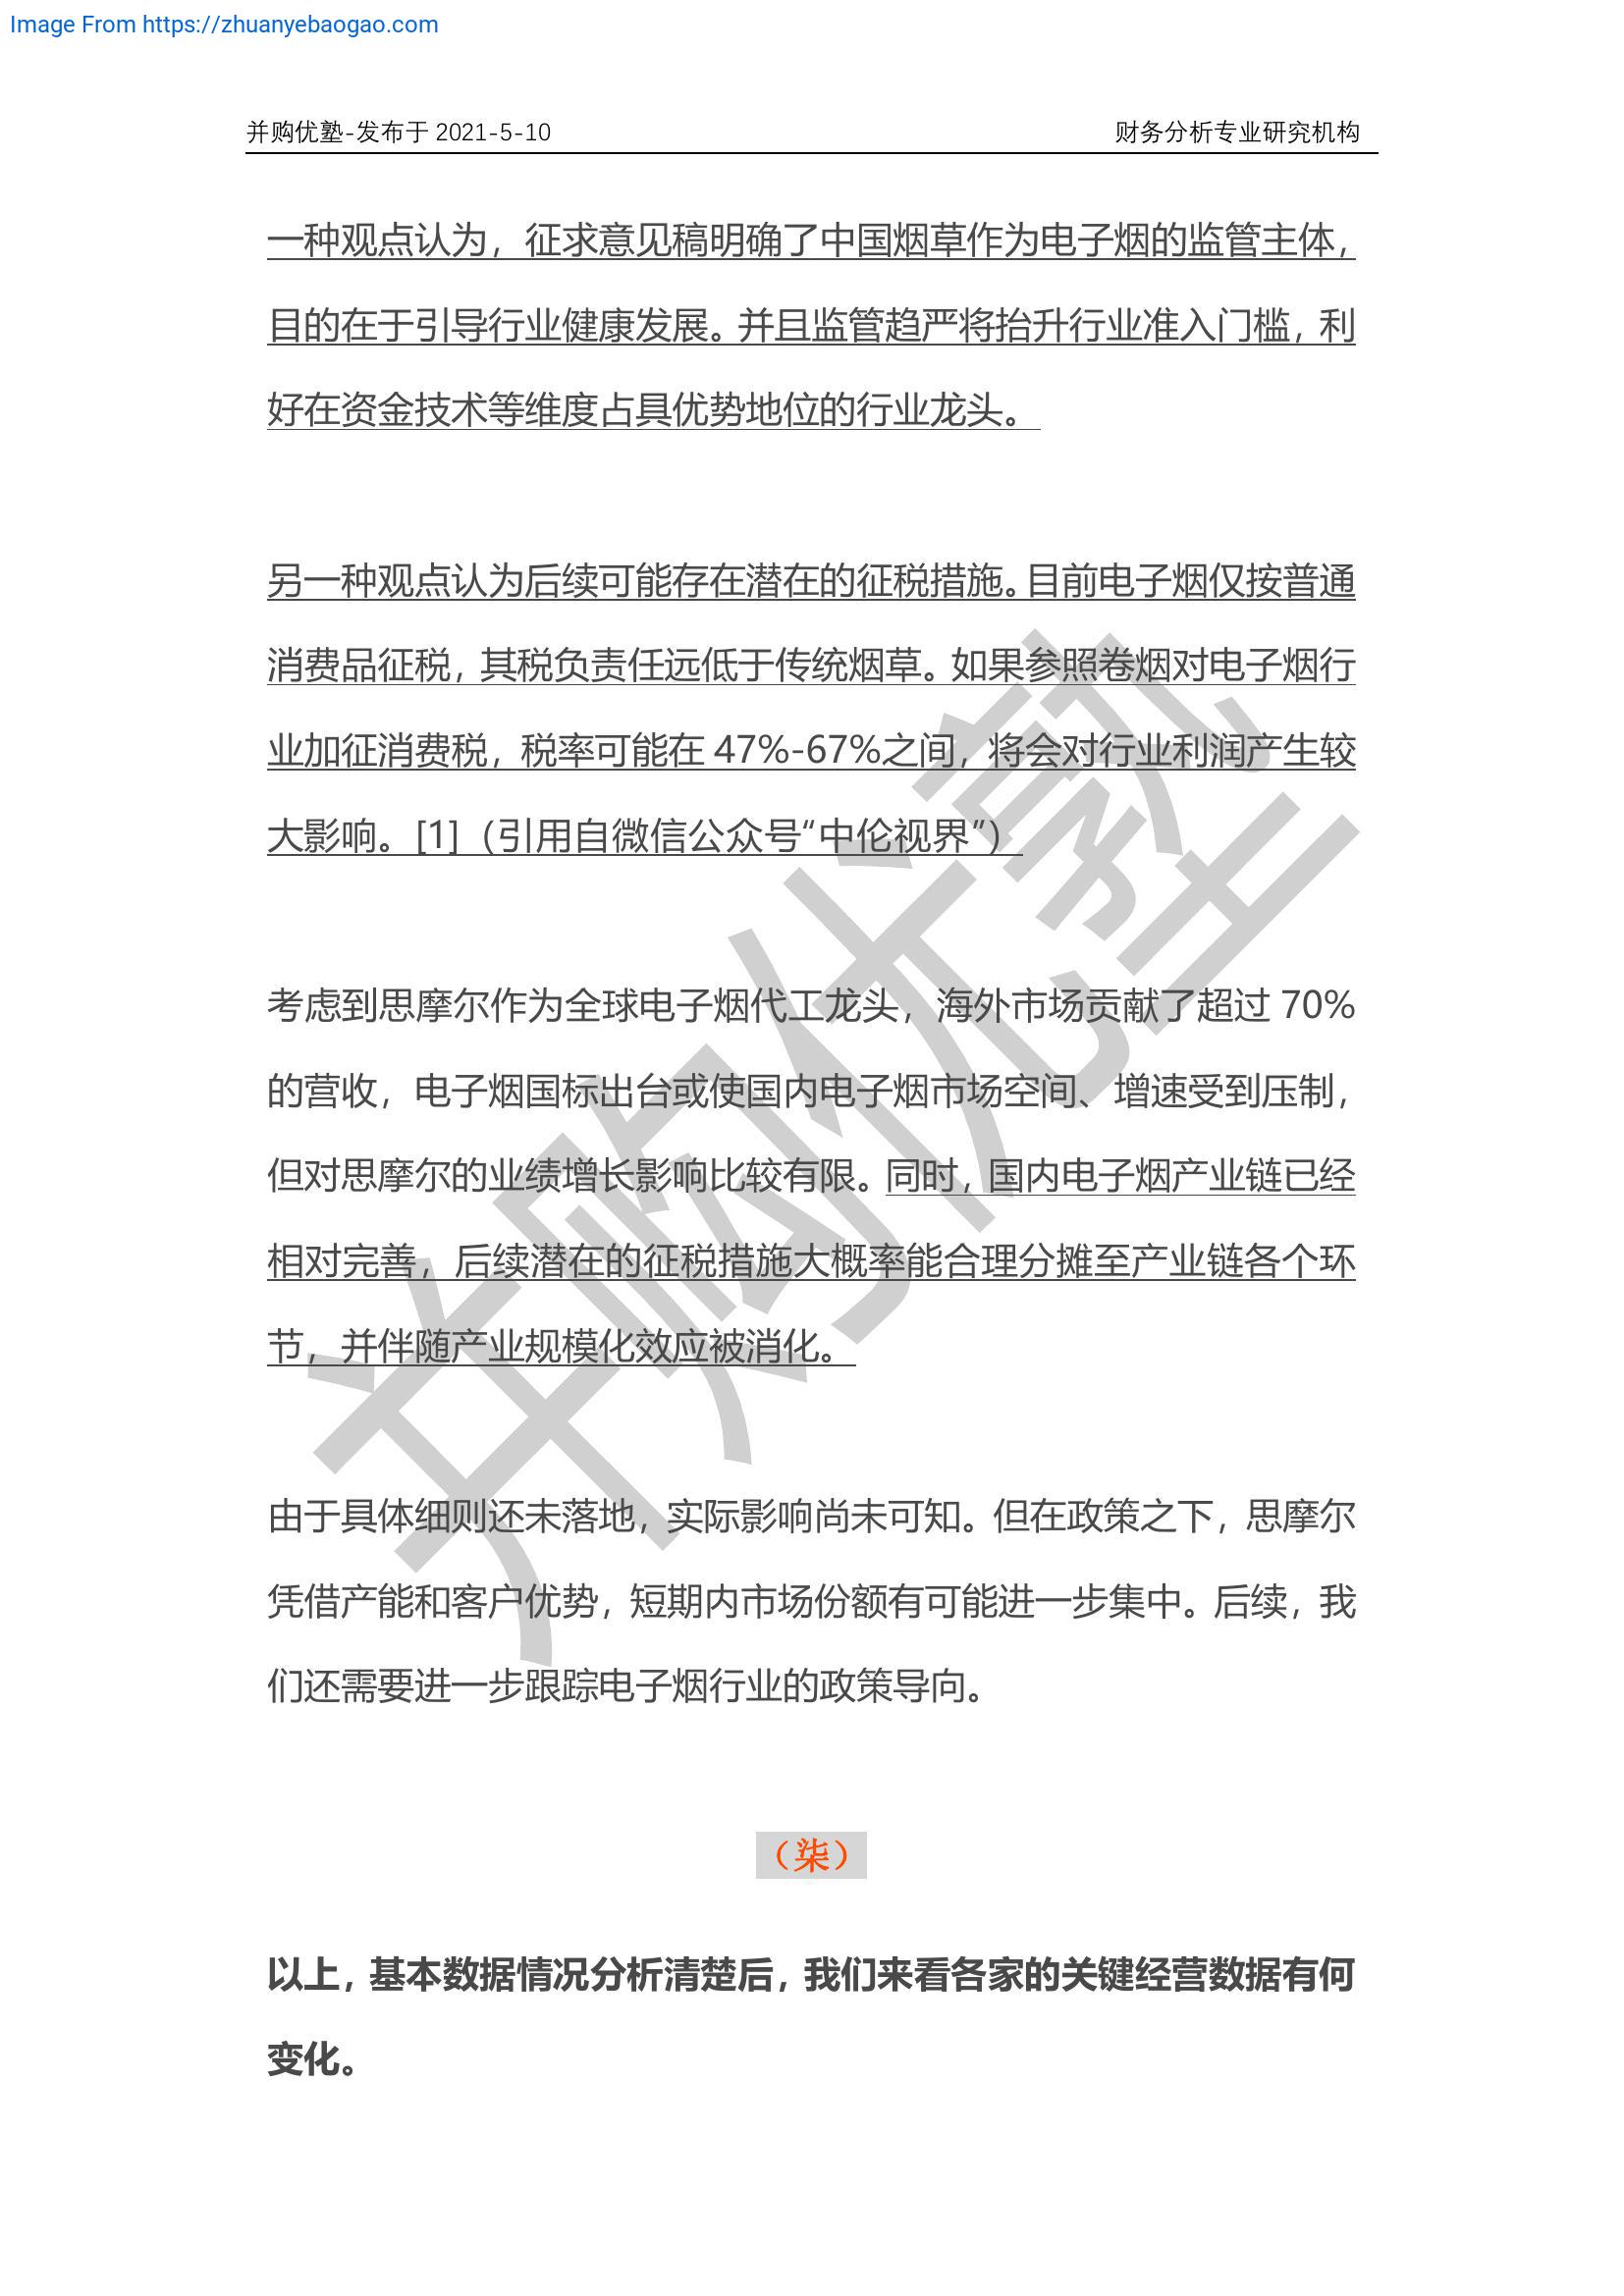 Image From https://zhuanyebaogao.com
并购优塾-发布于 2021-5-10 财务分析专业研究机构
一种观点认为，征求意见稿明确了中国烟草作为电子烟的监管主体，
目的在于引导行业健康发展。并且监管趋严将抬升行业准入门槛，利
好在资金技术等维度占具优势地位的行业龙头。
另一种观点认为后续可能存在潜在的征税措施。目前电子烟仅按普通
消费品征税，其税负责任远低于传统烟草。如果参照卷烟对电子烟行
业加征消费税，税率可能在 47%-67%之间，将会对行业利润产生较
大影响。[1]（引用自微信公众号“中伦视界”）
考虑到思摩尔作为全球电子烟代工龙头，海外市场贡献了超过 70%
的营收，电子烟国标出台或使国内电子烟市场空间、增速受到压制，
但对思摩尔的业绩增长影响比较有限。同时，国内电子烟产业链已经
相对完善，后续潜在的征税措施大概率能合理分摊至产业链各个环
节，并伴随产业规模化效应被消化。
由于具体细则还未落地，实际影响尚未可知。但在政策之下，思摩尔
凭借产能和客户优势，短期内市场份额有可能进一步集中。后续，我
们还需要进一步跟踪电子烟行业的政策导向。
（柒）
以上，基本数据情况分析清楚后，我们来看各家的关键经营数据有何
变化。
并购优塾